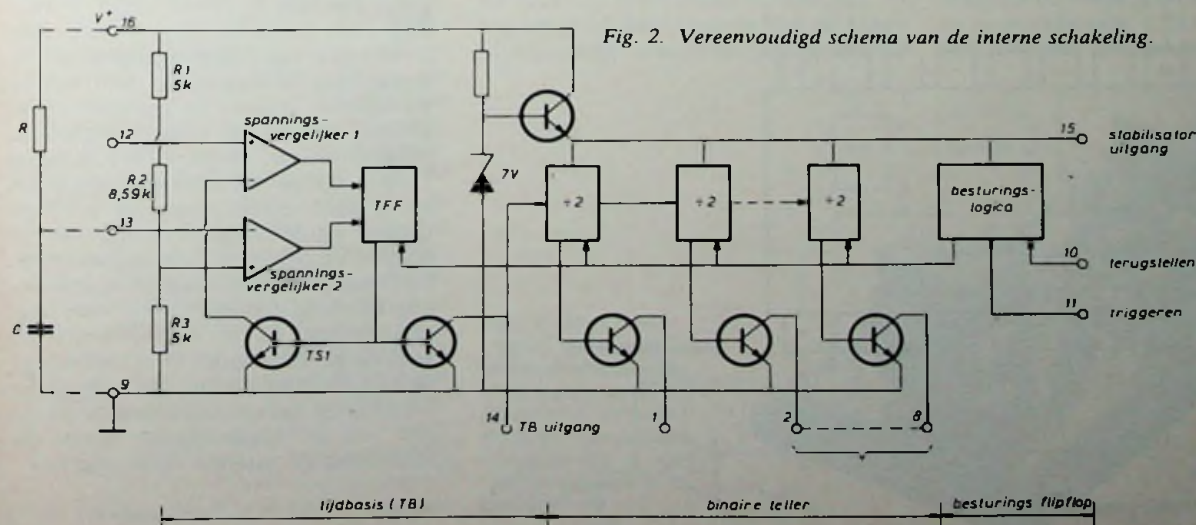 Fig. 2. Vereenvoudigd schema van de interne schakeling.
V+
16
R1
5k
R
12
spannings-
vergelijker 1
+
-
R2
8,59k
13
TFF
-
+
spannings-
vergelijker 2
R3
5k
C
TS1
9
7V
÷2
÷2
÷2
besturings-
logica
15
stabilisator
uitgang
10
terugstellen
11
triggeren
14
TB uitgang
1
2
8
tijdbasis (TB)
binaire teller
besturings flipflop